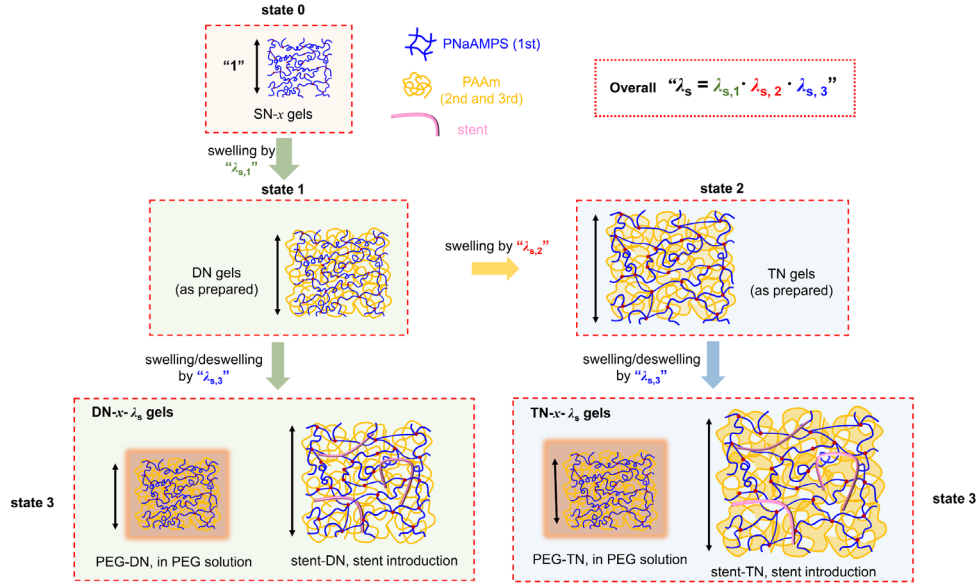 state 0
“1”
SN-x gels
PNaAMPS (1st)
PAAm
(2nd and 3rd)
stent
Overall “λs = λs,1 · λs, 2 · λs, 3”
swelling by
“λs,1”
state 1
DN gels
(as prepared)
swelling by “λs,2”
state 2
TN gels
(as prepared)
swelling/deswelling
by “λs,3”
swelling/deswelling
by “λs,3”
state 3
DN-x- λs gels
PEG-DN, in PEG solution
stent-DN, stent introduction
TN-x- λs gels
PEG-TN, in PEG solution
stent-TN, stent introduction
state 3